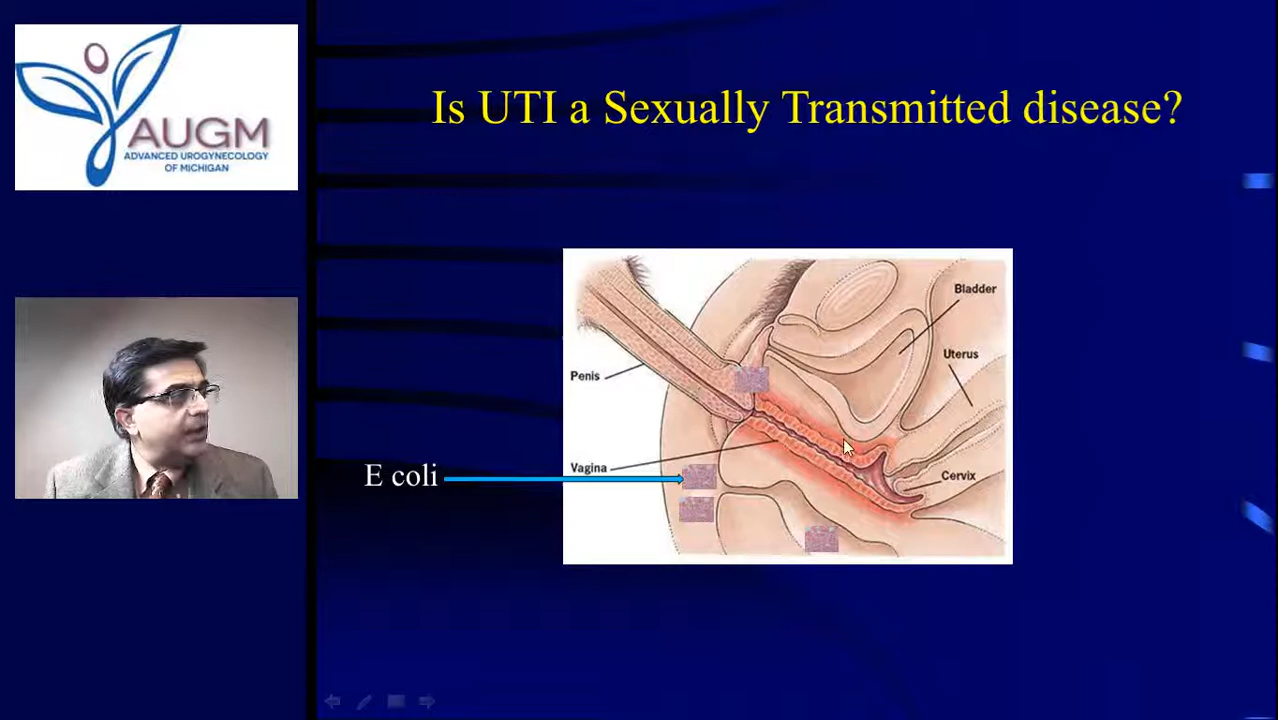 AUGM
ADVANCED UROGYNECOLOGY
OF MICHIGAN
Is UTI a Sexually Transmitted disease?
Bladder
Uterus
Penis
Vagina
Cervix
E coli